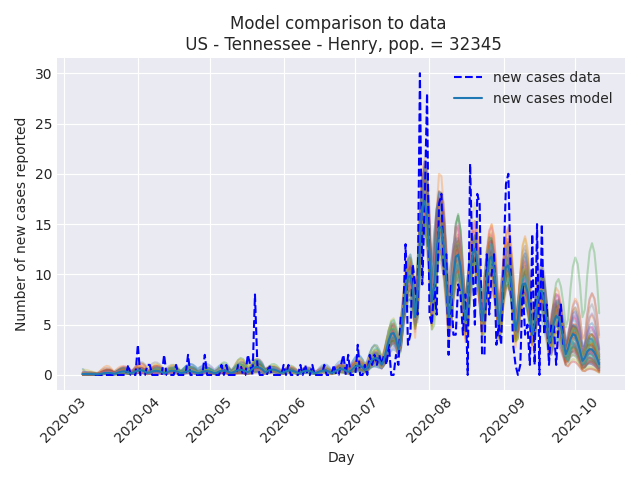 Model comparison to data
US - Tennessee - Henry, pop. = 32345
new cases data
new cases model
Number of new cases reported
30
25
20
15
10
5
0
2020-03
2020-04
2020-05
2020-06
2020-07
2020-08
2020-09
2020-10
Day